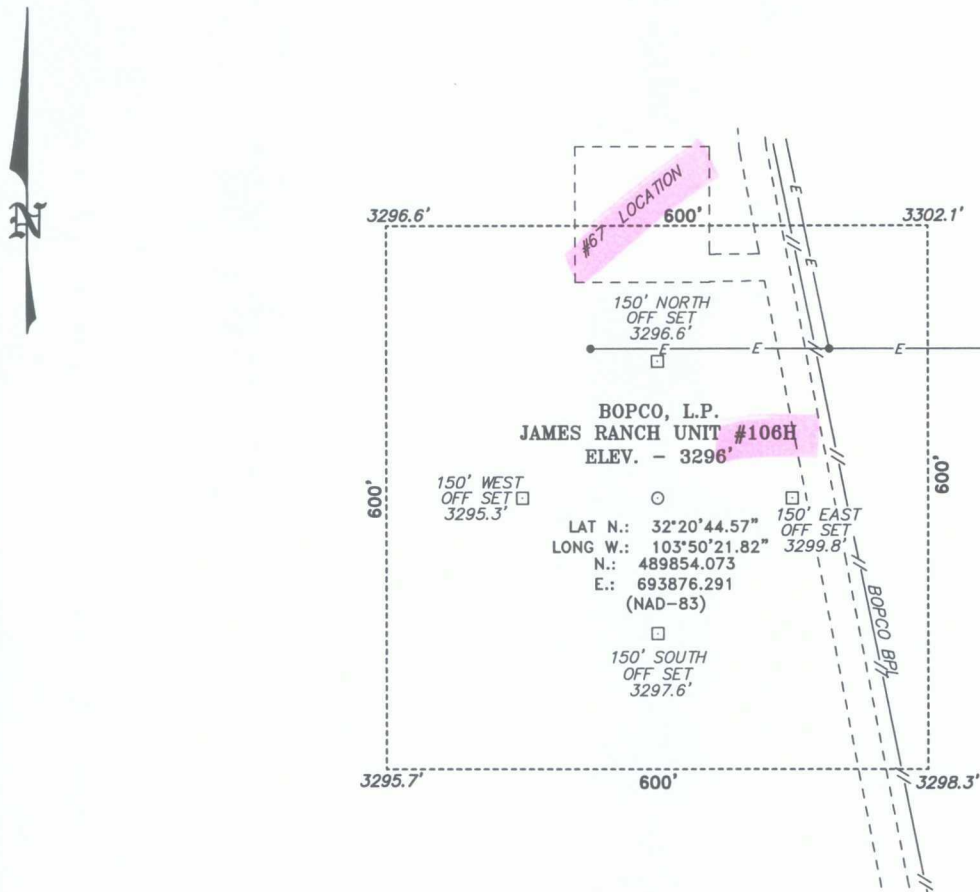 N
#67 LOCATION
E
3296.6'
600'
3302.1'
E
150' NORTH
OFF SET
3296.6'
E
E
E
BOPCO, L.P.
JAMES RANCH UNIT #106H
ELEV. - 3296'
600'
150' WEST
OFF SET
3295.3'
600'
150' EAST
OFF SET
3299.8'
LAT N.: 32°20'44.57"
LONG W.: 103°50'21.82"
N.: 489854.073
E.: 693876.291
(NAD-83)
BOPCO BPL
150' SOUTH
OFF SET
3297.6'
3295.7'
600'
3298.3'